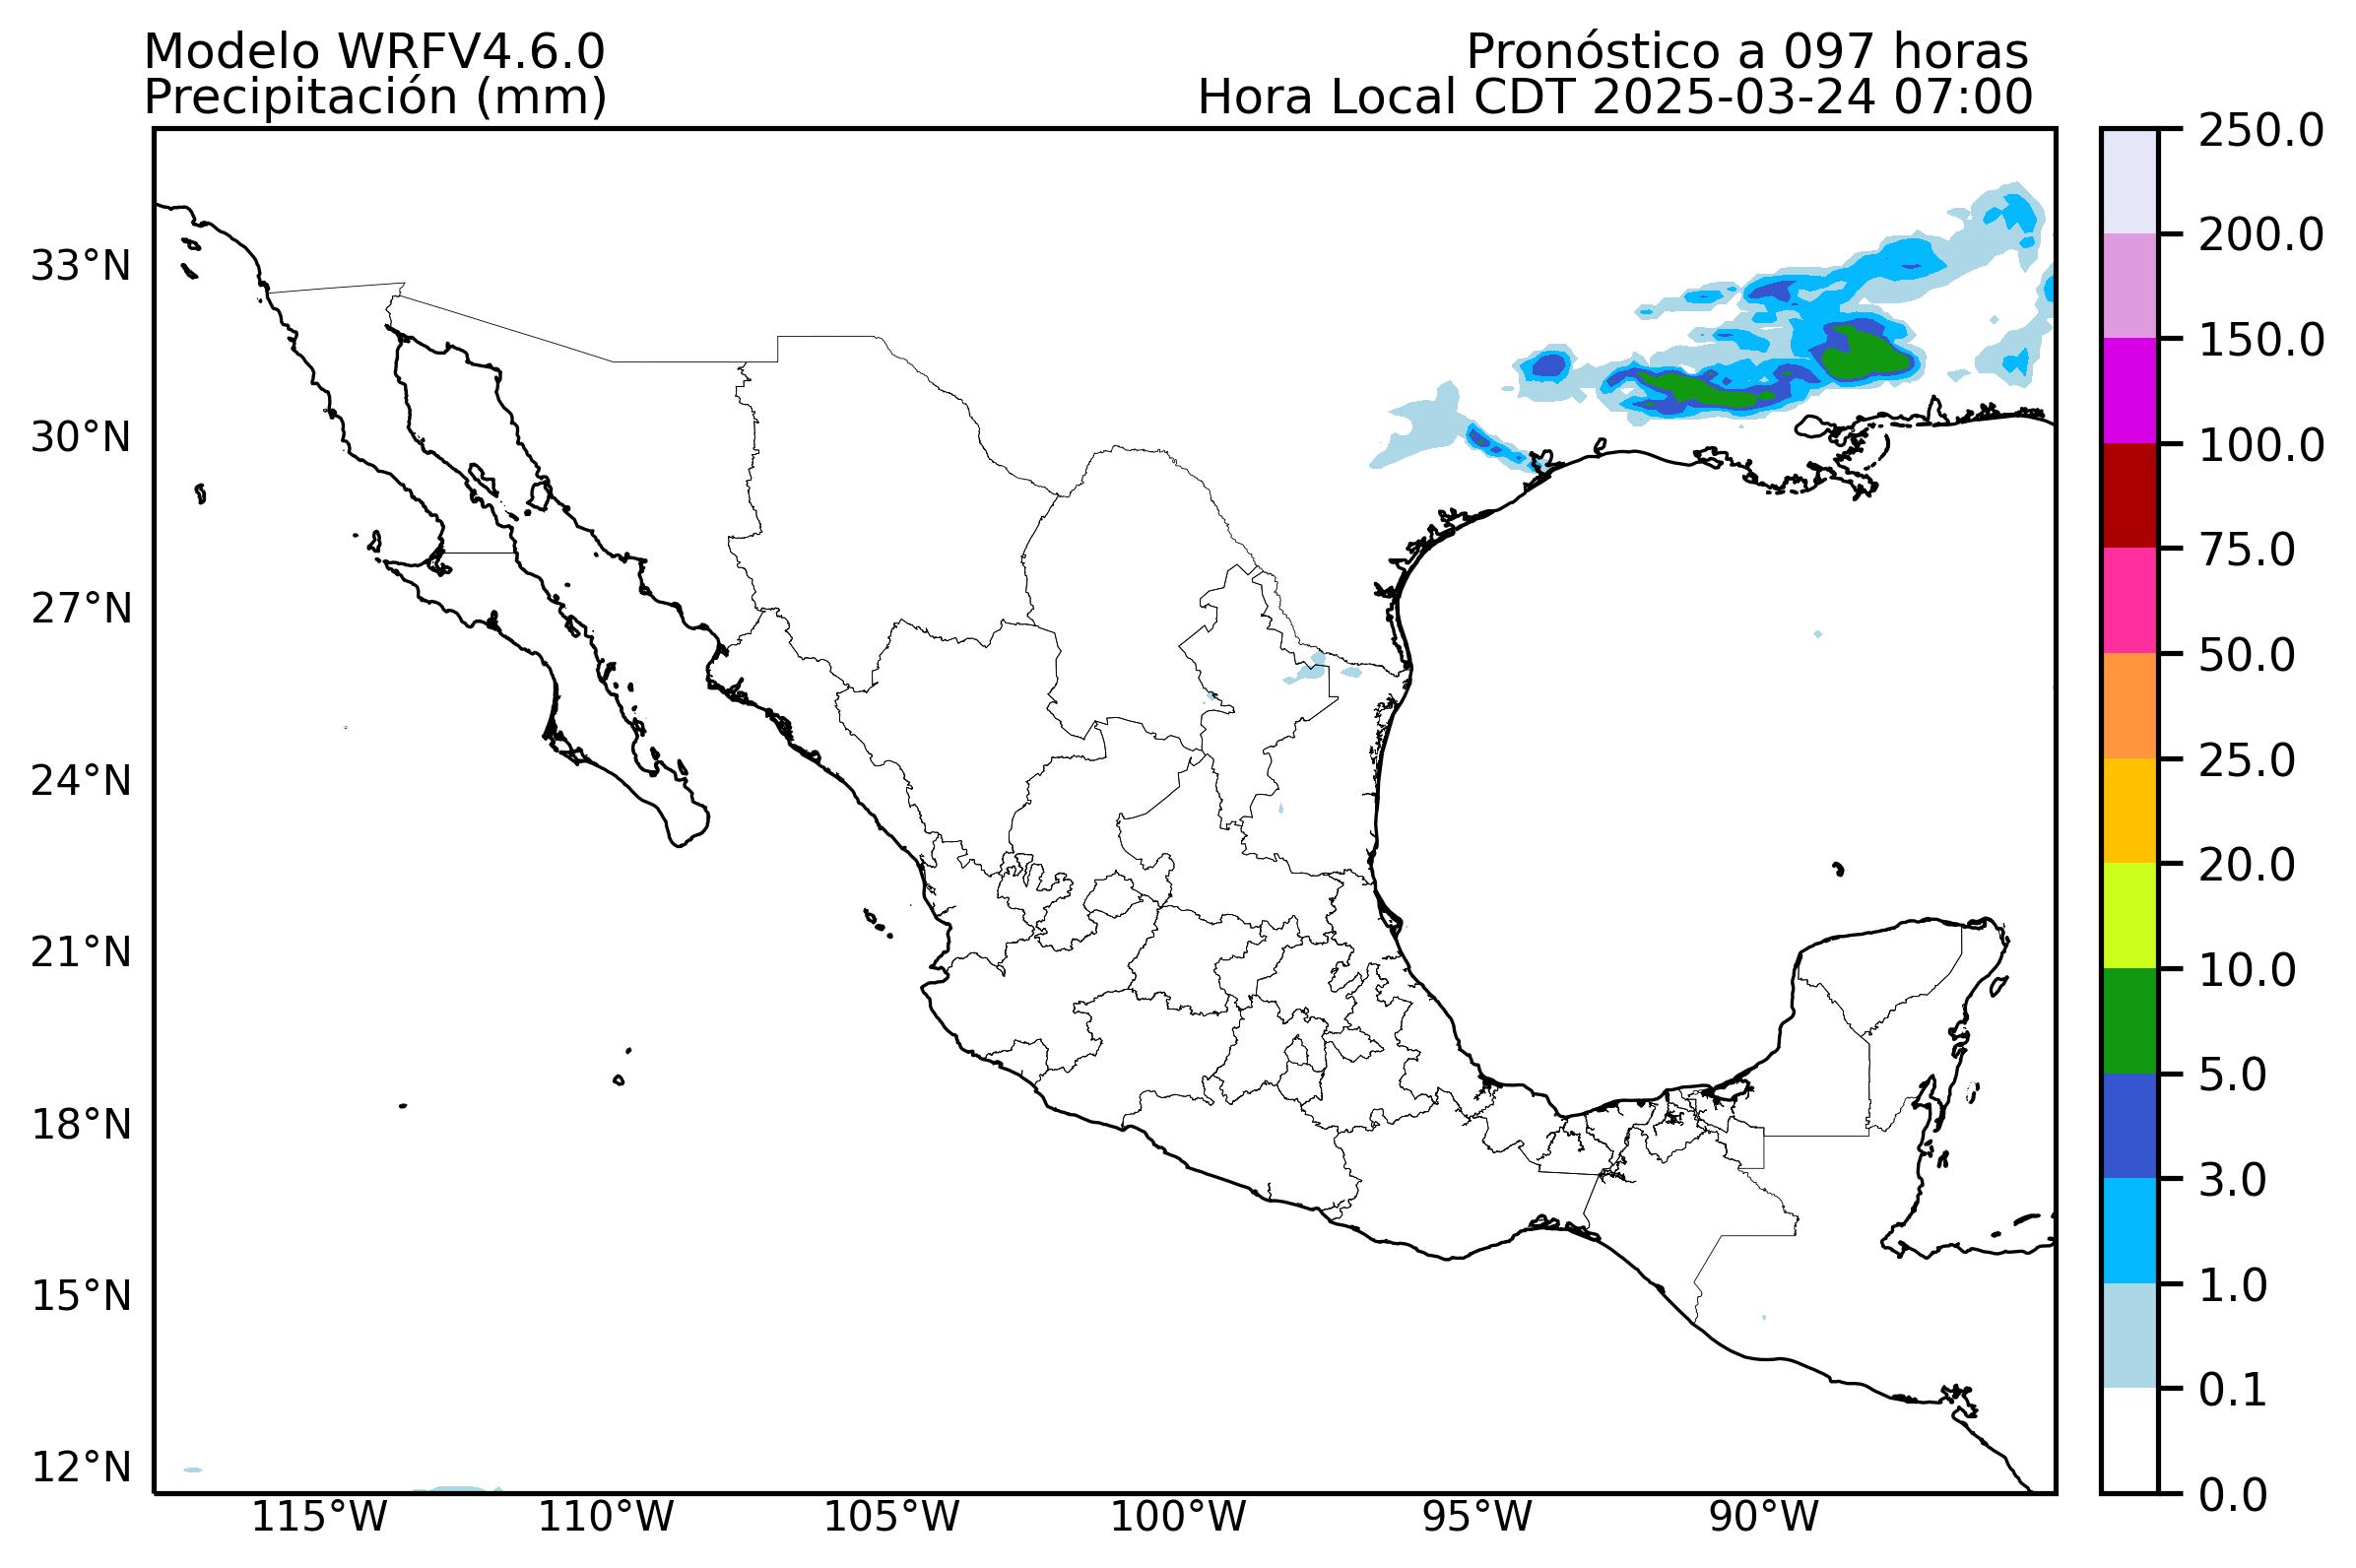 Modelo WRFV4.6.0
Precipitación (mm)
Pronóstico a 097 horas
Hora Local CDT 2025-03-24 07:00
33°N
30°N
27°N
24°N
21°N
18°N
15°N
12°N
115°W
110°W
105°W
100°W
95°W
90°W
250.0
200.0
150.0
100.0
75.0
50.0
25.0
20.0
10.0
5.0
3.0
1.0
0.1
0.0